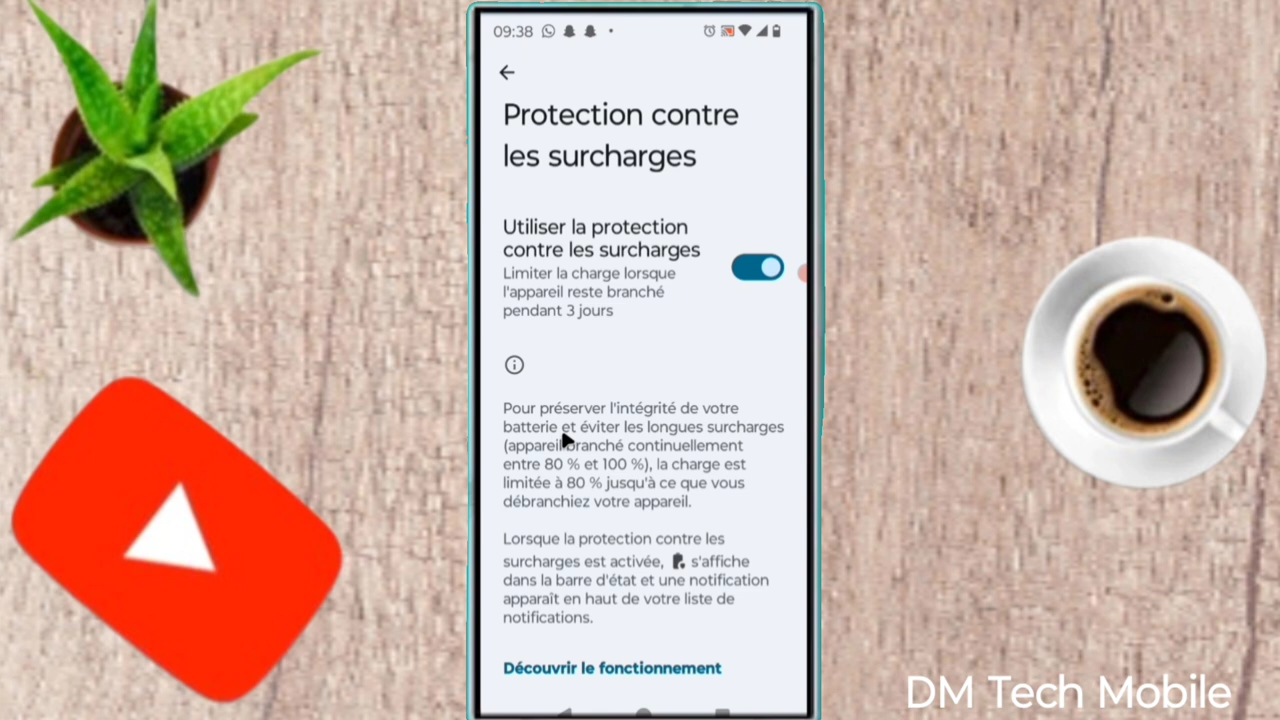 09:38
Protection contre
les surcharges
Utiliser la protection
contre les surcharges
Limiter la charge lorsque
l'appareil reste branché
pendant 3 jours
Pour préserver l'intégrité de votre
batterie et éviter les longues surcharges
(appareil branché continuellement
entre 80 % et 100 %), la charge est
limitée à 80 % jusqu'à ce que vous
débranchiez votre appareil.
Lorsque la protection contre les
surcharges est activée, s'affiche
dans la barre d'état et une notification
apparaît en haut de votre liste de
notifications.
Découvrir le fonctionnement
DM Tech Mobile